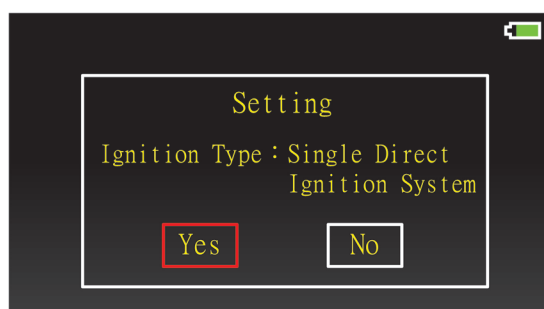 Setting
Ignition Type：Single Direct
Ignition System
Yes
No